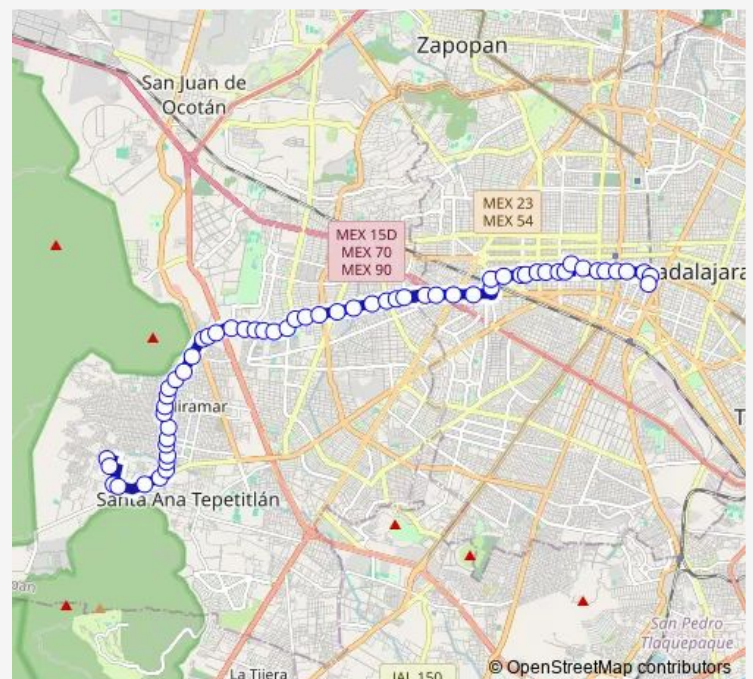 Zapopan
San Juan de
Ocotán
MEX 23
MEX 54
MEX 15D
MEX 70
MEX 90
adalajara
iramar
Santa Ana Tepetitlán
pan
T
San Pedro
Tlaquepaque
La Tijera
JAL 150
© OpenStreetMap contributors